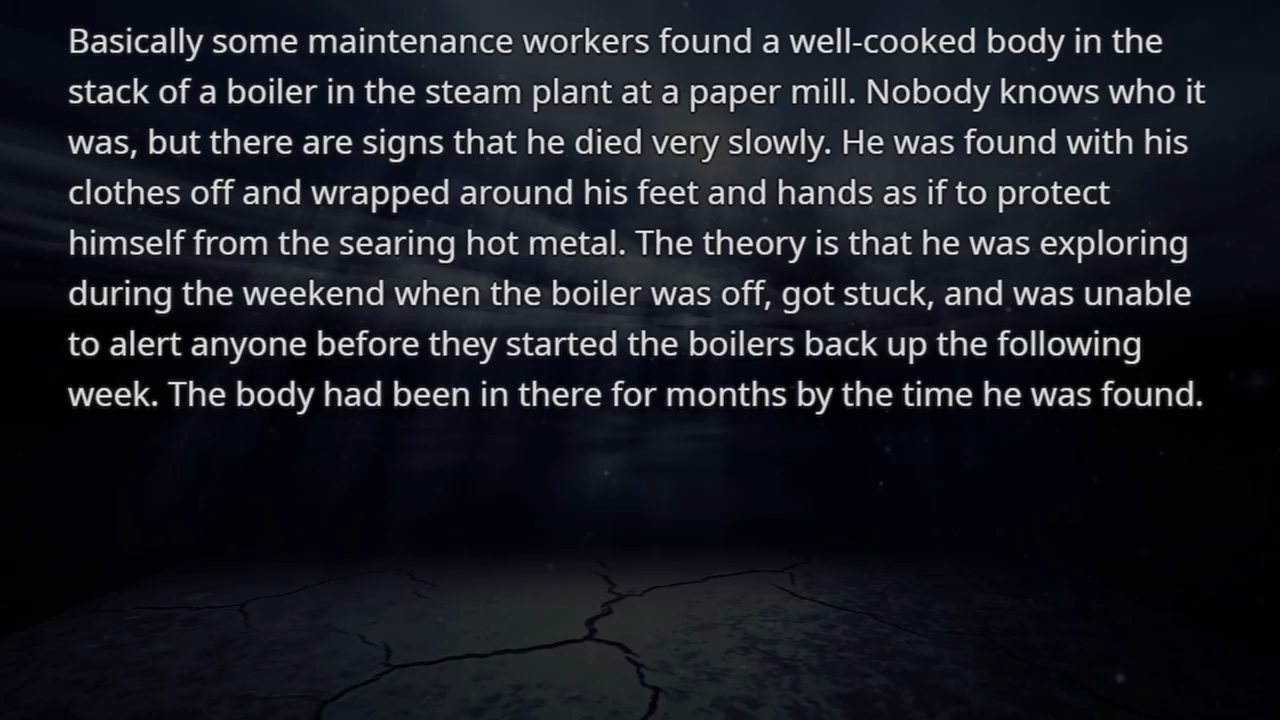 Basically some maintenance workers found a well-cooked body in the
stack of a boiler in the steam plant at a paper mill. Nobody knows who it
was, but there are signs that he died very slowly. He was found with his
clothes off and wrapped around his feet and hands as if to protect
himself from the searing hot metal. The theory is that he was exploring
during the weekend when the boiler was off, got stuck, and was unable
to alert anyone before they started the boilers back up the following
week. The body had been in there for months by the time he was found.